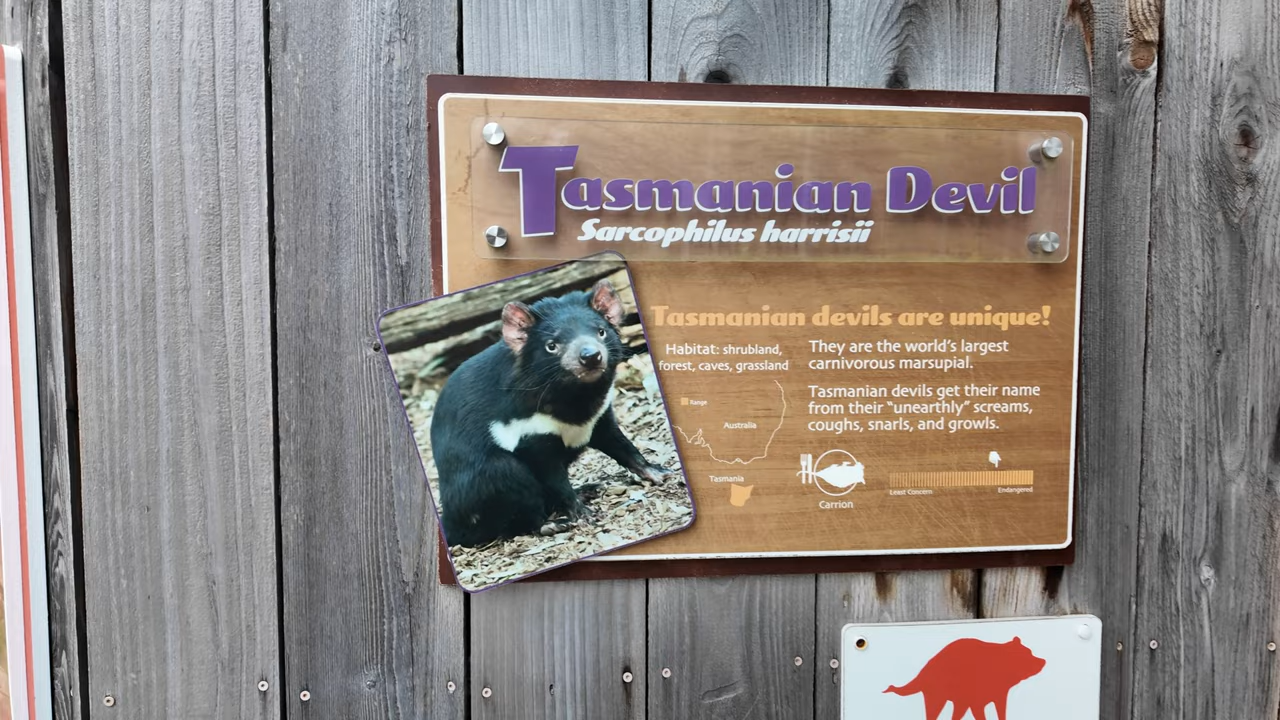 Tasmanian Devil
Sarcophilus harrisii
Tasmanian devils are unique!
Habitat: shrubland,
forest, caves, grassland
They are the world's largest
carnivorous marsupial.
Tasmanian devils get their name
from their "unearthly" screams,
coughs, snarls, and growls.
Range
Australia
Tasmania
Carrion
Least Concern
Endangered